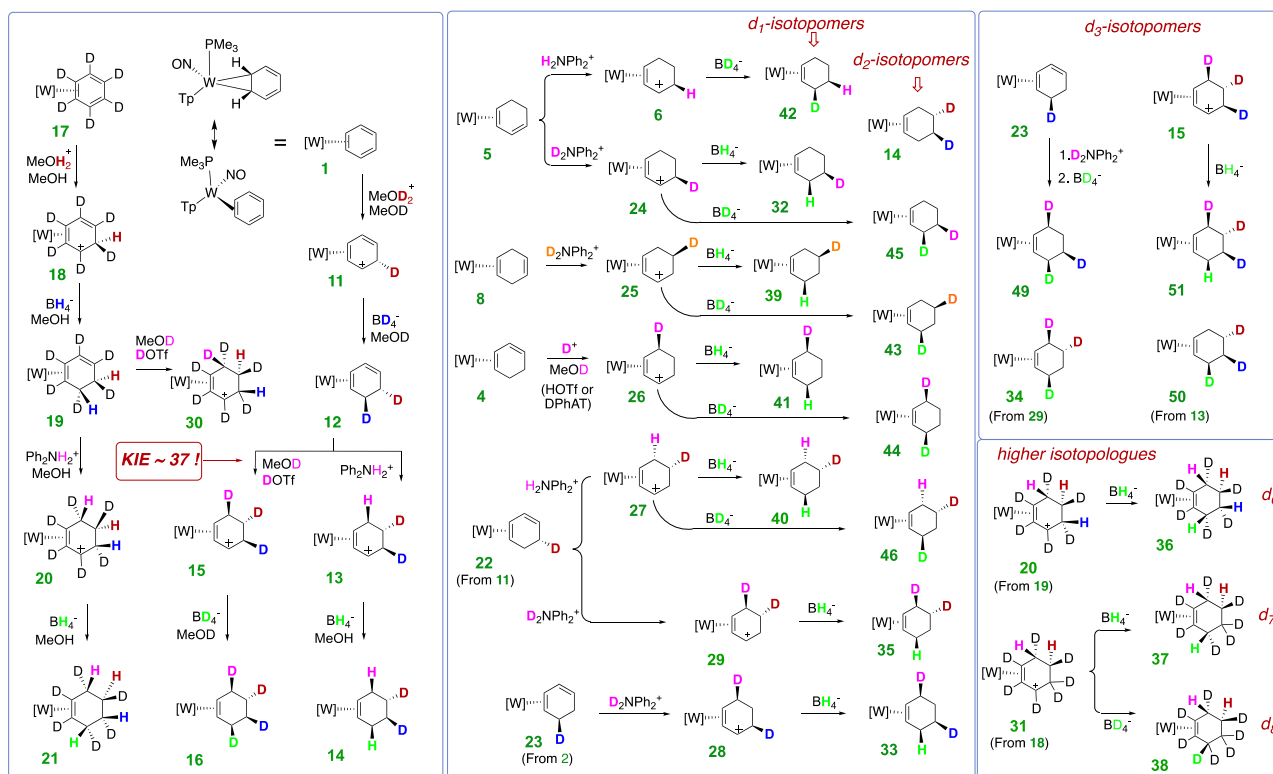 D
D
D
D
D
D
[W]
17
MeOH2+
MeOH
PMe3
ON
H
W
H
Tp
Me3P
NO
W
Tp
=
[W]
1
MeOD2+
MeOD
D
D
D
[W]
H
D
D
D
+
18
BH4-
MeOH
[W]
+
D
11
BD4-
MeOD
D
D
D
[W]
H
D
D
D
H
19
MeOD
DOTf
D
H
D
D
[W]
D
H
D
D
+
30
[W]
D
D
12
Ph2NH2+
MeOH
KIE ~ 37 !
MeOD
DOTf
Ph2NH2+
D
H
D
D
H
[W]
H
D
D
D
+
20
D
D
[W]
D
+
15
H
D
[W]
D
+
13
BH4-
MeOH
BD4-
MeOD
BH4-
MeOH
D
H
H
D
D
[W]
H
D
D
H
D
21
D
D
[W]
D
D
16
H
D
[W]
D
H
14
d1-isotopomers
d2-isotopomers
[W]
5
H2NPh2+
[W]
+
H
6
BD4-
[W]
H
D
42
D
[W]
D
14
D2NPh2+
[W]
+
D
24
BH4-
[W]
D
H
32
BD4-
[W]
D
D
45
[W]
8
D2NPh2+
D
[W]
+
25
BH4-
D
[W]
H
39
BD4-
D
[W]
D
43
[W]
4
D+
MeOD
(HOTf or
DPhAT)
D
[W]
+
26
BH4-
D
[W]
H
41
BD4-
D
[W]
D
44
[W]
D
22
(From 11)
H2NPh2+
H
D
[W]
+
27
BH4-
H
D
[W]
H
40
BD4-
H
D
[W]
D
46
D2NPh2+
D
D
[W]
+
29
BH4-
D
D
[W]
H
35
[W]
D
23
(From 2)
D2NPh2+
D
[W]
D
+
28
BH4-
D
[W]
D
H
33
d3-isotopomers
[W]
D
23
1.D2NPh2+
2. BD4-
D
D
[W]
D
+
15
BH4-
D
[W]
D
D
49
D
D
[W]
D
H
51
D
D
[W]
D
34
(From 29)
D
[W]
D
D
50
(From 13)
higher isotopologues
H
D
H
D
D
[W]
H
D
D
D
+
20
(From 19)
BH4-
H
D
H
D
D
[W]
H
D
D
H
D
36
H
D
H
D
D
[W]
D
D
D
D
+
31
(From 18)
BH4-
H
D
H
D
D
[W]
D
D
D
H
D
37
d7
BD4-
H
D
H
D
D
[W]
D
D
D
D
D
38